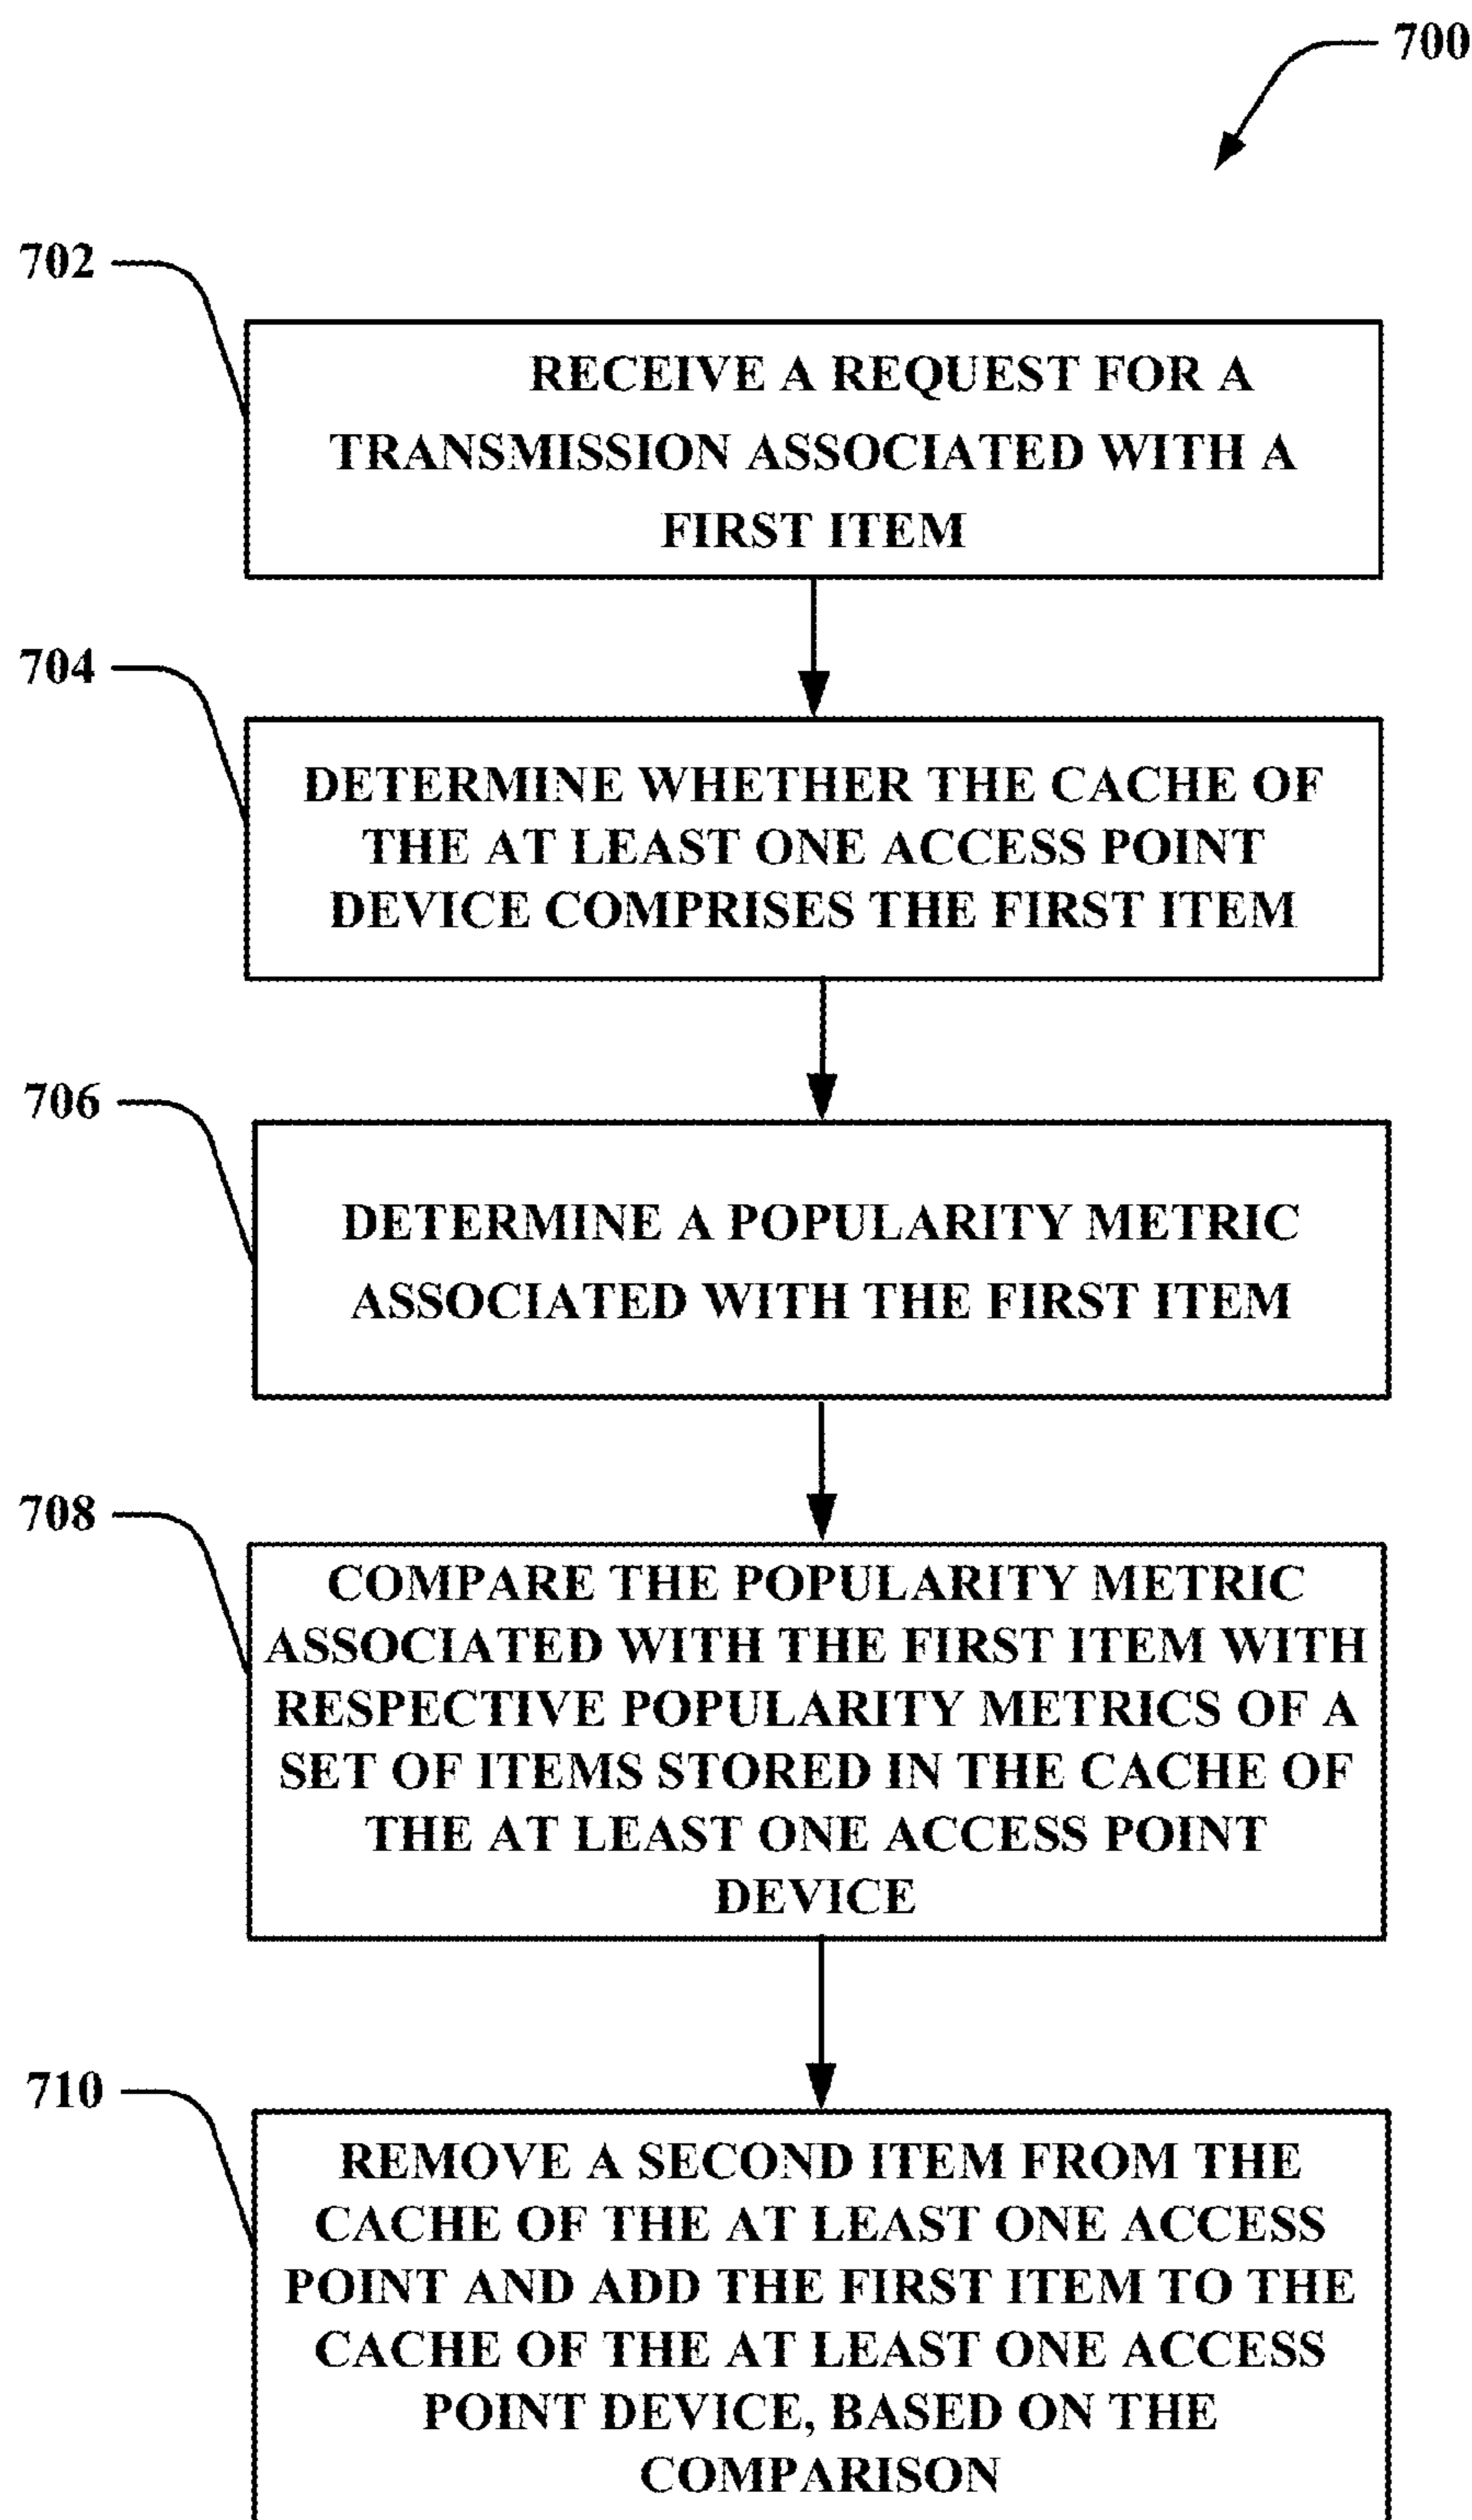 700
702
RECEIVE A REQUEST FOR A
TRANSMISSION ASSOCIATED WITH A
FIRST ITEM
704
DETERMINE WHETHER THE CACHE OF
THE AT LEAST ONE ACCESS POINT
DEVICE COMPRISES THE FIRST ITEM
706
DETERMINE A POPULARITY METRIC
ASSOCIATED WITH THE FIRST ITEM
708
COMPARE THE POPULARITY METRIC
ASSOCIATED WITH THE FIRST ITEM WITH
RESPECTIVE POPULARITY METRICS OF A
SET OF ITEMS STORED IN THE CACHE OF
THE AT LEAST ONE ACCESS POINT
DEVICE
710
REMOVE A SECOND ITEM FROM THE
CACHE OF THE AT LEAST ONE ACCESS
POINT AND ADD THE FIRST ITEM TO THE
CACHE OF THE AT LEAST ONE ACCESS
POINT DEVICE, BASED ON THE
COMPARISON